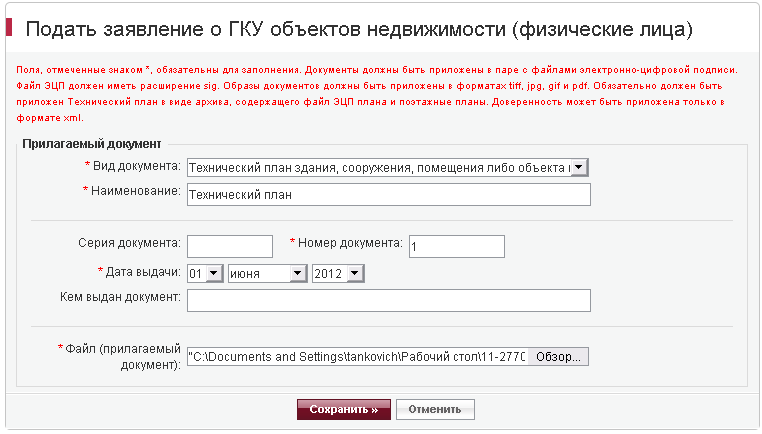 Подать заявление о ГКУ объектов недвижимости (физические лица)
Поля, отмеченные знаком *, обязательны для заполнения. Документы должны быть приложены в паре с файлами электронно-цифровой подписи.
Файл ЭЦП должен иметь расширение sig. Образы документов должны быть приложены в форматах tiff, jpg, gif и pdf. Обязательно должен быть
приложен Технический план в виде архива, содержащего файл ЭЦП плана и поэтажные планы. Доверенность может быть приложена только в
формате xml.
Прилагаемый документ
* Вид документа: Технический план здания, сооружения, помещения либо объекта
* Наименование: Технический план
Серия документа: * Номер документа: 1
* Дата выдачи: 01 июня 2012
Кем выдан документ:
* Файл (прилагаемый
документ): "C:\Documents and Settings\tankovich\Рабочий стол\11-2770 Обзор...
Сохранить » Отменить